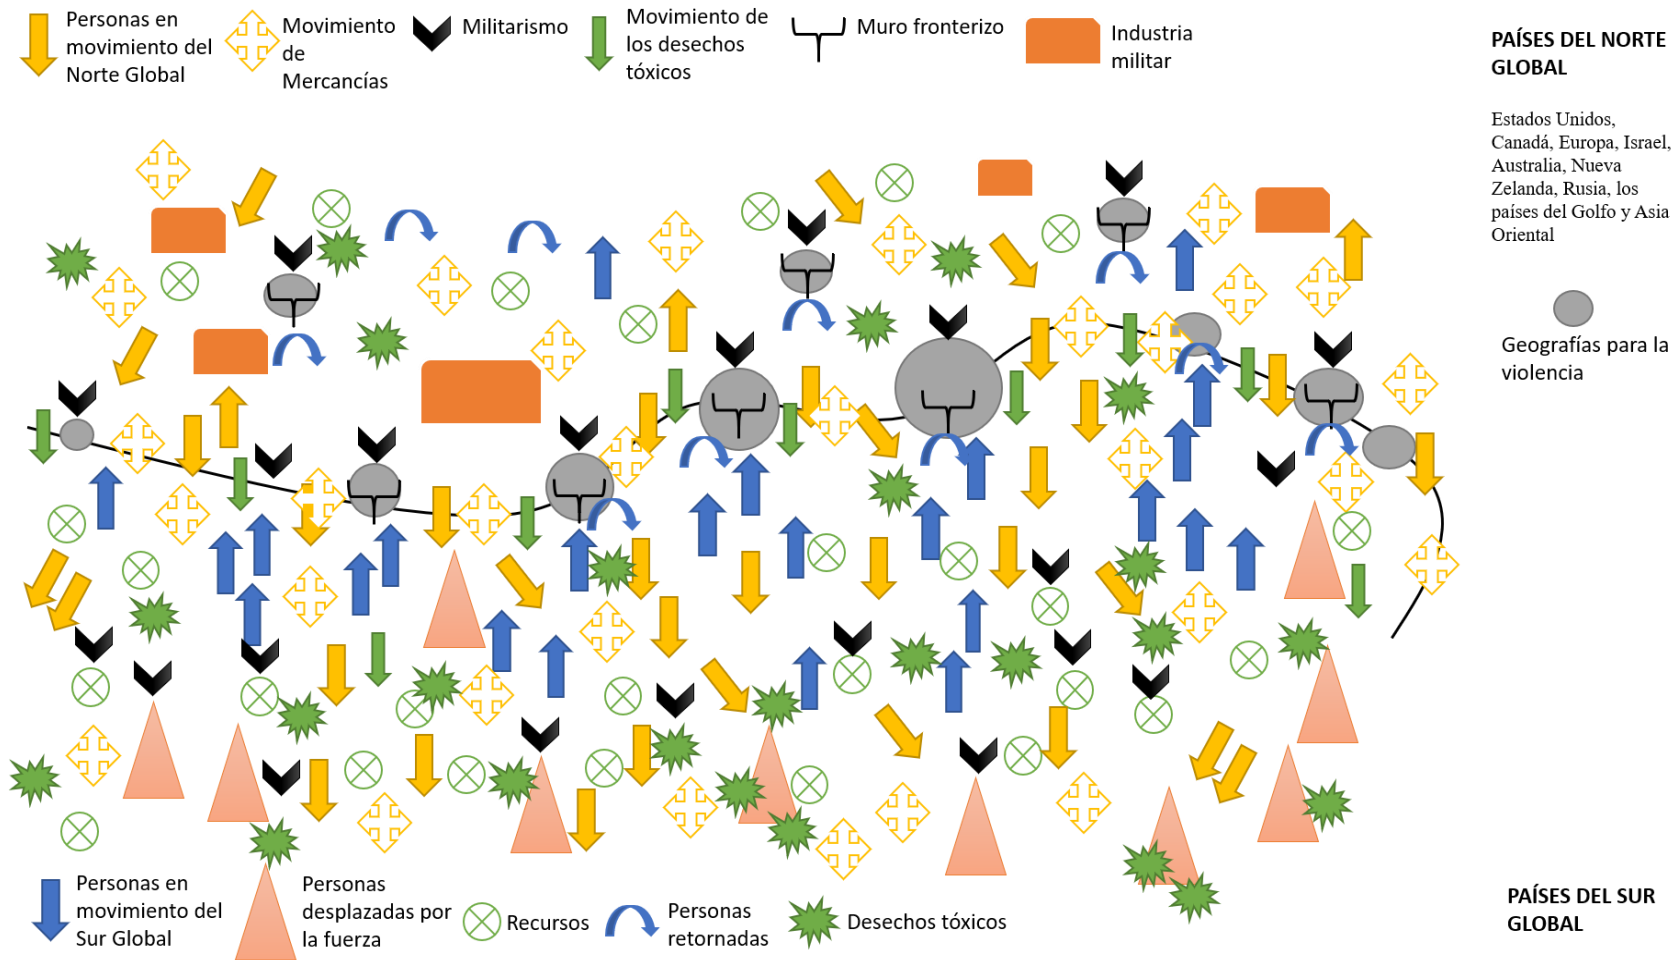 Personas en
movimiento del
Norte Global
Movimiento
de
Mercancías
Militarismo
Movimiento de
los desechos
tóxicos
Muro fronterizo
Industria
militar
PAÍSES DEL NORTE
GLOBAL
Estados Unidos,
Canadá, Europa, Israel,
Australia, Nueva
Zelanda, Rusia, los
países del Golfo y Asia
Oriental
Geografías para la
violencia
Personas en
movimiento del
Sur Global
Personas
desplazadas por
la fuerza
Recursos
Personas
retornadas
Desechos tóxicos
PAÍSES DEL SUR
GLOBAL